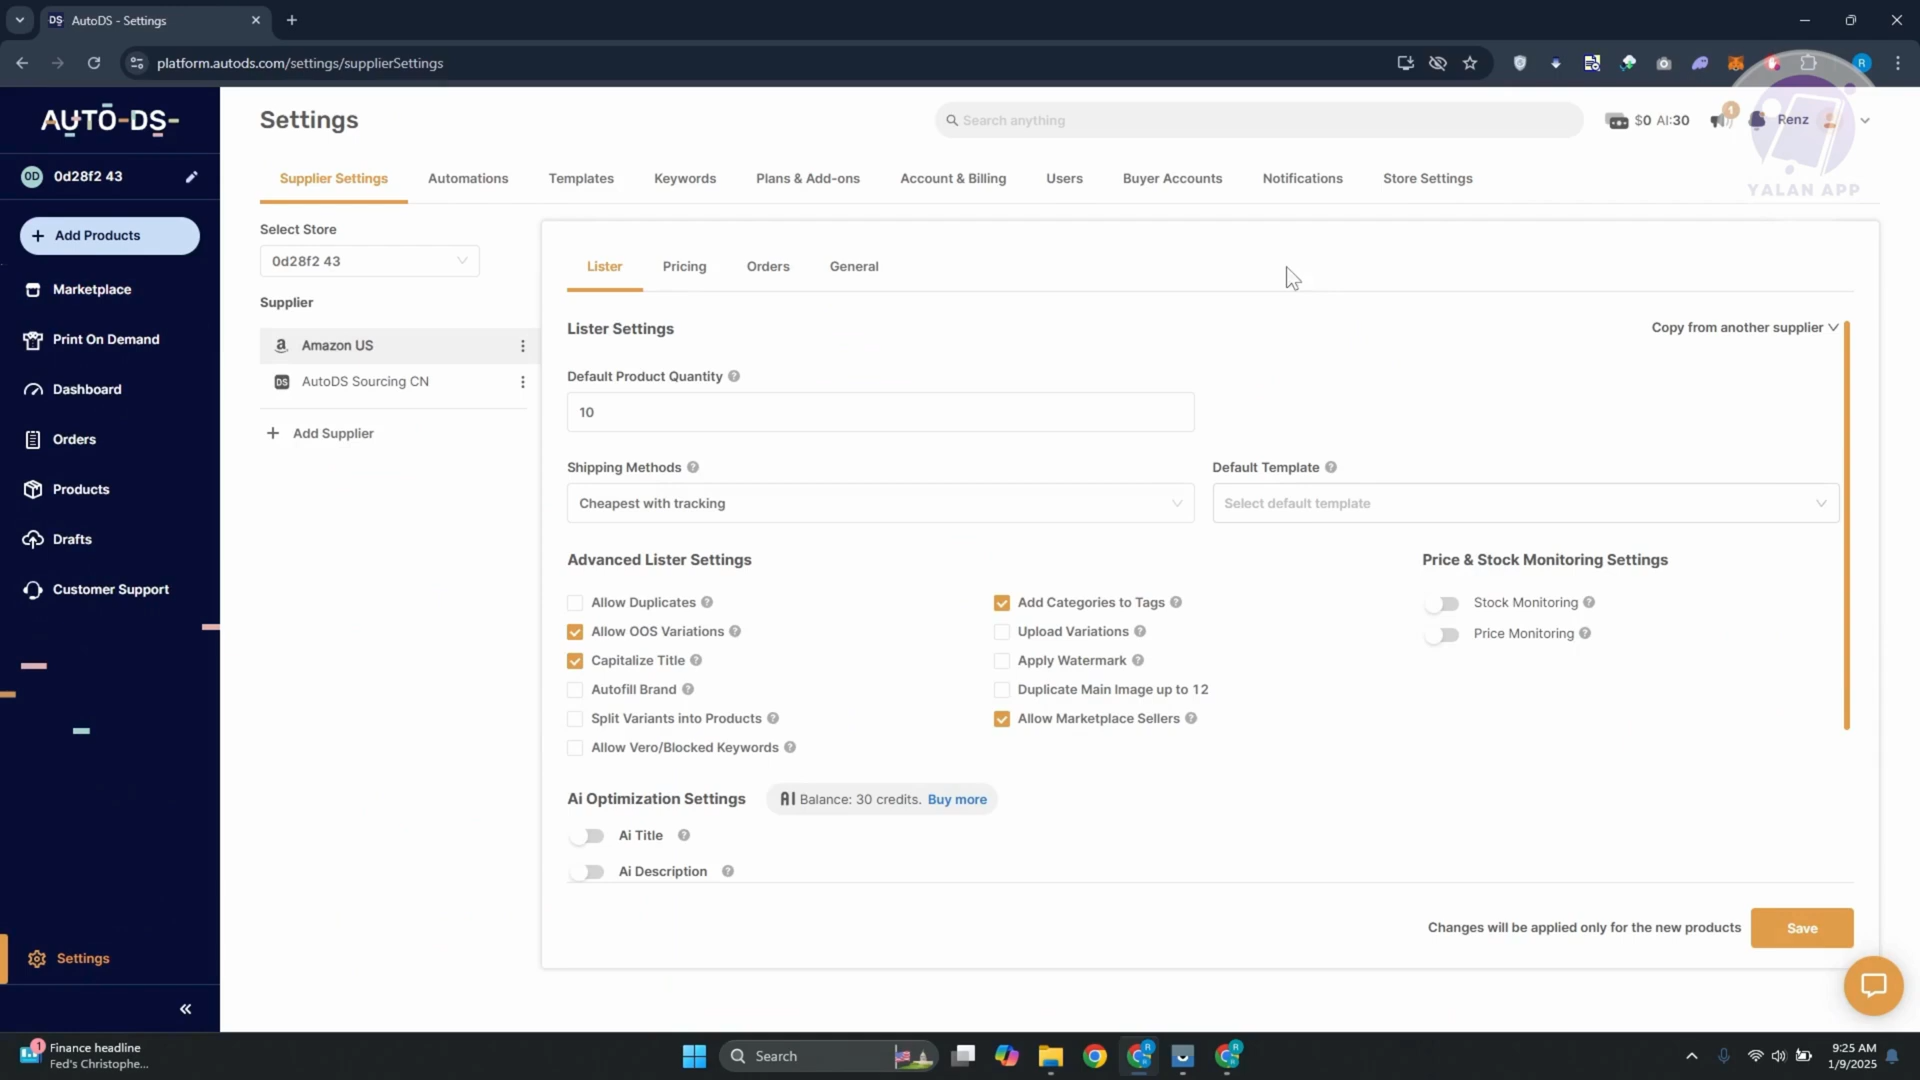 AutoDS - Settings
platform.autods.com/settings/supplierSettings
AUTO-DS-
Settings
Search anything
$0 AI:30
1
Renz
YALAN APP
OD 0d28f2 43
Supplier Settings
Automations
Templates
Keywords
Plans & Add-ons
Account & Billing
Users
Buyer Accounts
Notifications
Store Settings
Add Products
Marketplace
Print On Demand
Dashboard
Orders
Products
Drafts
Customer Support
Settings
Select Store
0d28f2 43
Supplier
Amazon US
DS AutoDS Sourcing CN
Add Supplier
Lister
Pricing
Orders
General
Lister Settings
Copy from another supplier
Default Product Quantity
10
Shipping Methods
Cheapest with tracking
Default Template
Select default template
Advanced Lister Settings
Allow Duplicates
Allow OOS Variations
Capitalize Title
Autofill Brand
Split Variants into Products
Allow Vero/Blocked Keywords
Add Categories to Tags
Upload Variations
Apply Watermark
Duplicate Main Image up to 12
Allow Marketplace Sellers
Price & Stock Monitoring Settings
Stock Monitoring
Price Monitoring
Ai Optimization Settings
AI Balance: 30 credits. Buy more
Ai Title
Ai Description
Changes will be applied only for the new products
Save
1
Finance headline
Fed's Christophe...
Search
9:25 AM
1/9/2025